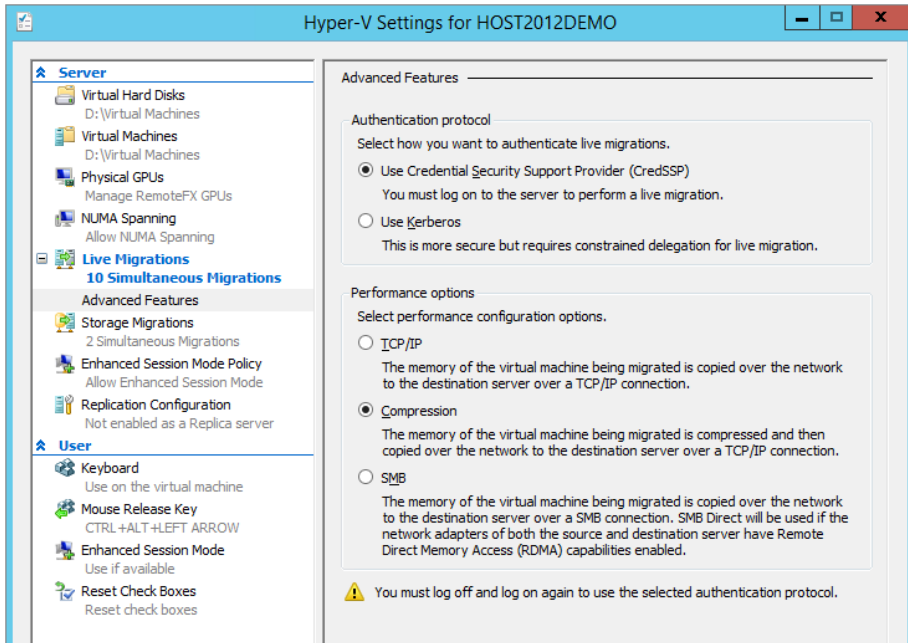 Hyper-V Settings for HOST2012DEMO
Server
Virtual Hard Disks
D:\Virtual Machines
Virtual Machines
D:\Virtual Machines
Physical GPUs
Manage RemoteFX GPUs
NUMA Spanning
Allow NUMA Spanning
Live Migrations
10 Simultaneous Migrations
Advanced Features
Storage Migrations
2 Simultaneous Migrations
Enhanced Session Mode Policy
Allow Enhanced Session Mode
Replication Configuration
Not enabled as a Replica server
User
Keyboard
Use on the virtual machine
Mouse Release Key
CTRL+ALT+LEFT ARROW
Enhanced Session Mode
Use if available
Reset Check Boxes
Reset check boxes
Advanced Features
Authentication protocol
Select how you want to authenticate live migrations.
Use Credential Security Support Provider (CredSSP)
You must log on to the server to perform a live migration.
Use Kerberos
This is more secure but requires constrained delegation for live migration.
Performance options
Select performance configuration options.
TCP/IP
The memory of the virtual machine being migrated is copied over the network
to the destination server over a TCP/IP connection.
Compression
The memory of the virtual machine being migrated is compressed and then
copied over the network to the destination server over a TCP/IP connection.
SMB
The memory of the virtual machine being migrated is copied over the network
to the destination server over a SMB connection. SMB Direct will be used if the
network adapters of both the source and destination server have Remote
Direct Memory Access (RDMA) capabilities enabled.
You must log off and log on again to use the selected authentication protocol.